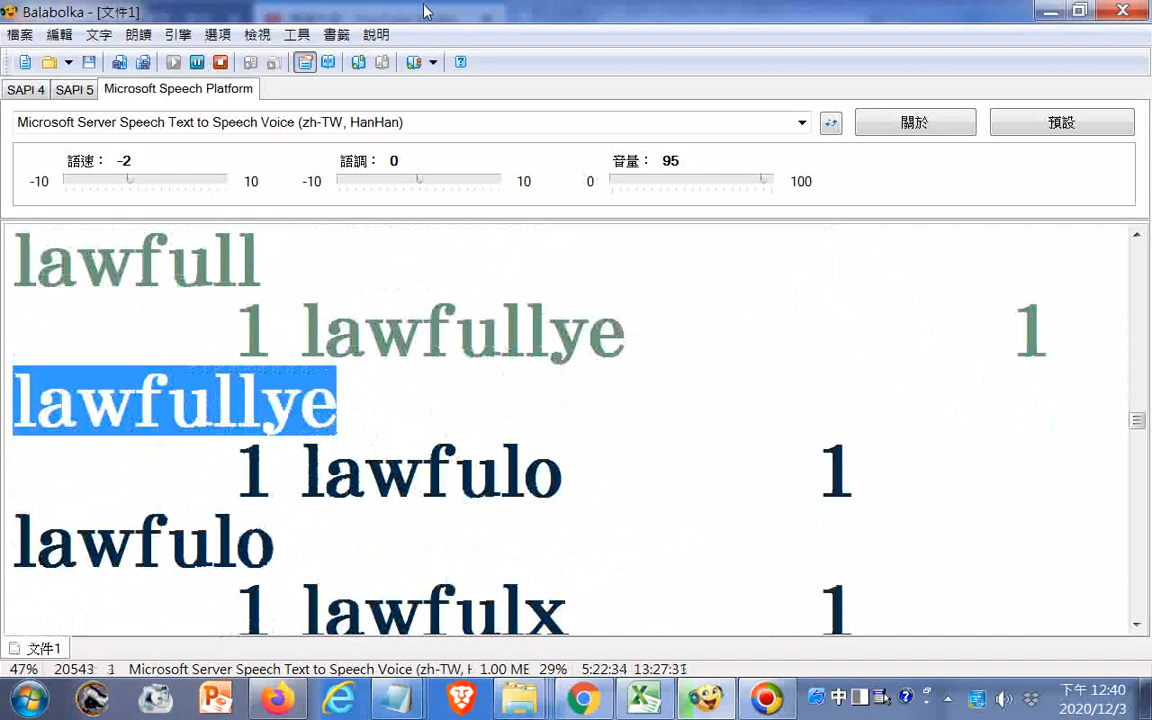 Balabolka - [文件1]
檔案 編輯 文字 朗讀 引擎 選項 檢視 工具 書籤 說明
SAPI 4 SAPI 5 Microsoft Speech Platform
Microsoft Server Speech Text to Speech Voice (zh-TW, HanHan) 關於 預設
語速： -2 語調： 0 音量： 95
-10 10 -10 10 0 100
lawfull
1 lawfullye 1
lawfullye
1 lawfulo 1
lawfulo
1 lawfulx 1
文件1
47% 20543 1 Microsoft Server Speech Text to Speech Voice (zh-TW, 1.00 ME 29% 5:22:34 13:27:31
中 下午 12:40
2020/12/3